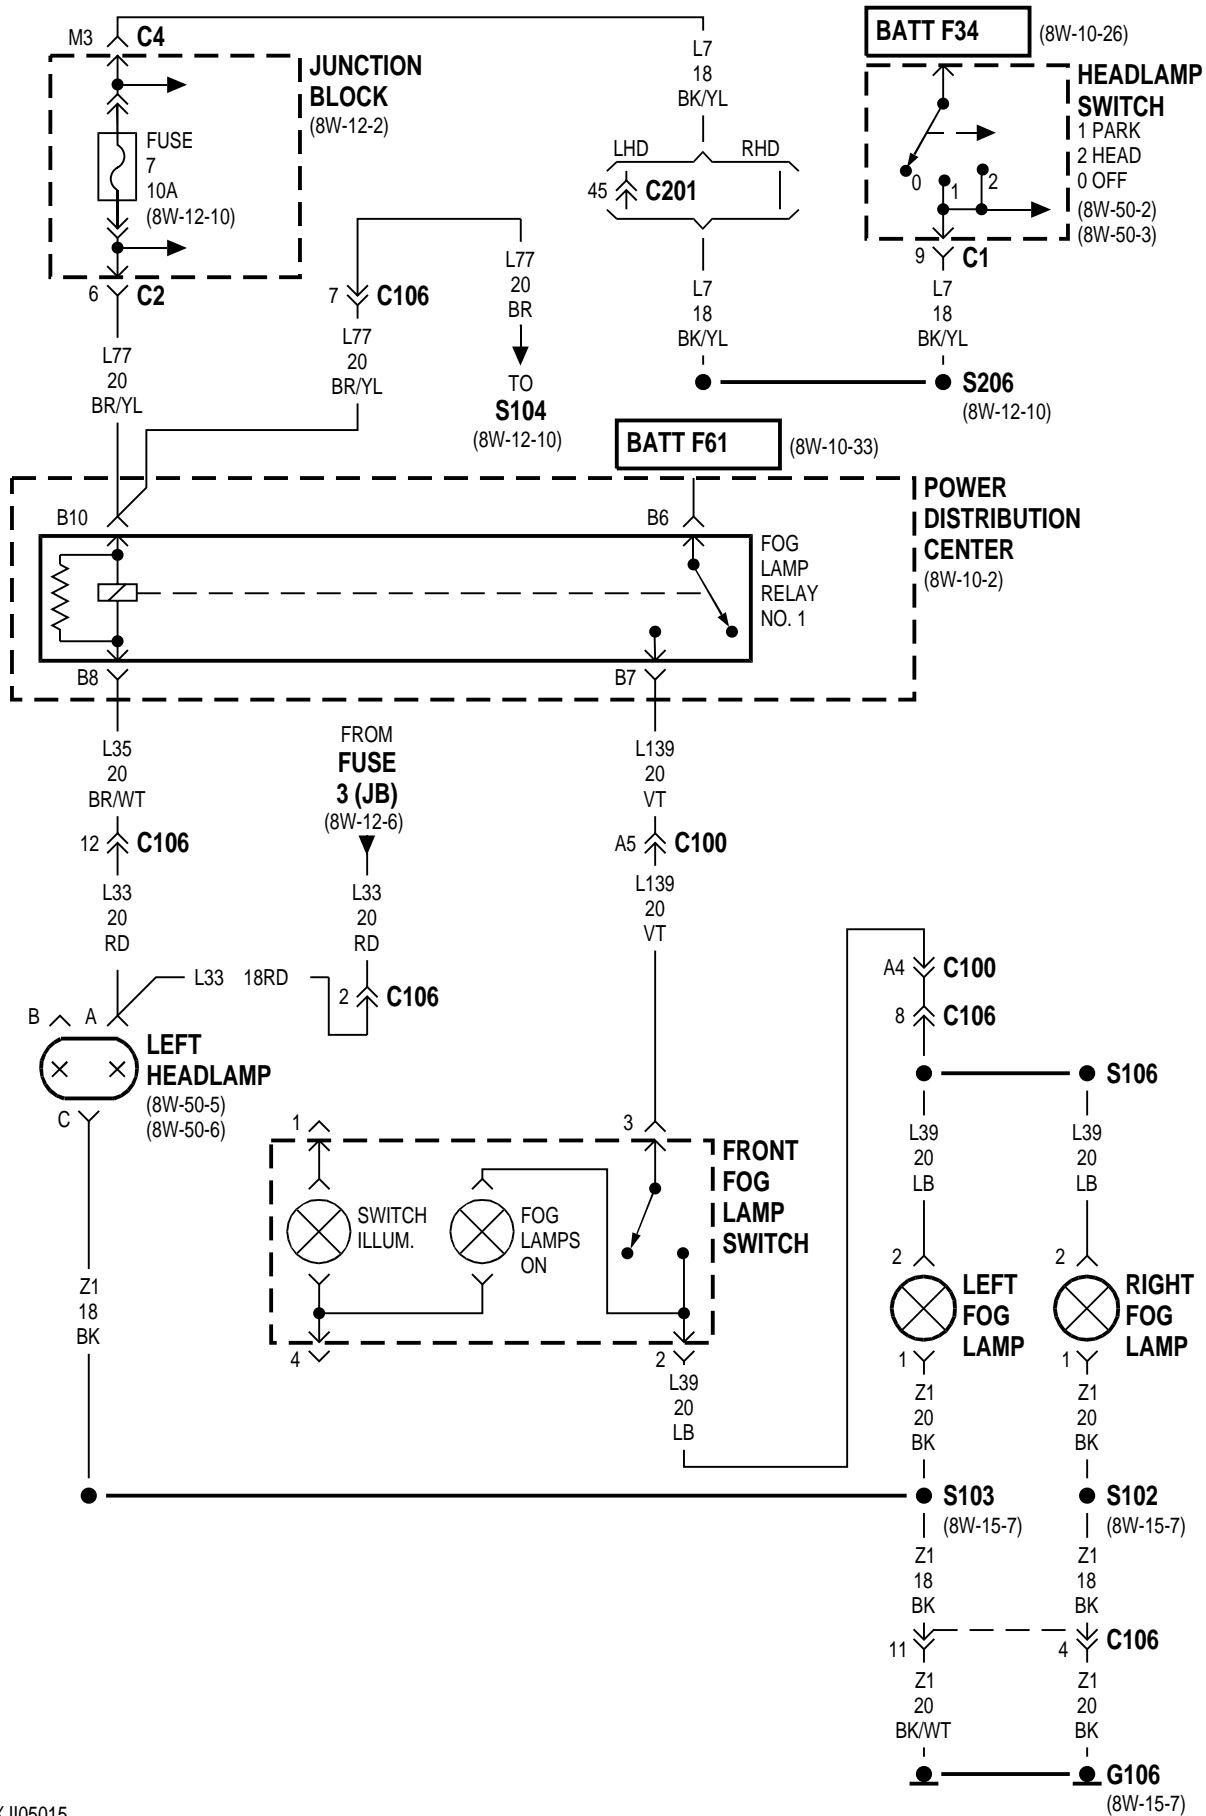 M3 C4
JUNCTION
BLOCK
(8W-12-2)
FUSE
7
10A
(8W-12-10)
6 C2
L77
20
BR/YL
7 C106
L77
20
BR/YL
L77
20
BR
TO
S104
(8W-12-10)
L7
18
BK/YL
LHD RHD
45 C201
L7
18
BK/YL
BATT F34 (8W-10-26)
HEADLAMP
SWITCH
1 PARK
2 HEAD
0 OFF
(8W-50-2)
(8W-50-3)
0 1 2
9 C1
L7
18
BK/YL
S206
(8W-12-10)
BATT F61 (8W-10-33)
POWER
DISTRIBUTION
CENTER
(8W-10-2)
B10 B6
FOG
LAMP
RELAY
NO. 1
B8 B7
L35
20
BR/WT
12 C106
L33
20
RD
FROM
FUSE
3 (JB)
(8W-12-6)
L33
20
RD
L33 18RD
2 C106
L139
20
VT
A5 C100
L139
20
VT
B A
LEFT
HEADLAMP
(8W-50-5)
(8W-50-6)
C
Z1
18
BK
1 3
FRONT
FOG
LAMP
SWITCH
SWITCH
ILLUM.
FOG
LAMPS
ON
4 2
L39
20
LB
A4 C100
8 C106
S106
L39
20
LB
L39
20
LB
2 2
LEFT
FOG
LAMP
RIGHT
FOG
LAMP
1 1
Z1
20
BK
Z1
20
BK
S103
(8W-15-7)
S102
(8W-15-7)
Z1
18
BK
Z1
18
BK
11 4 C106
Z1
20
BK/WT
Z1
20
BK
G106
(8W-15-7)